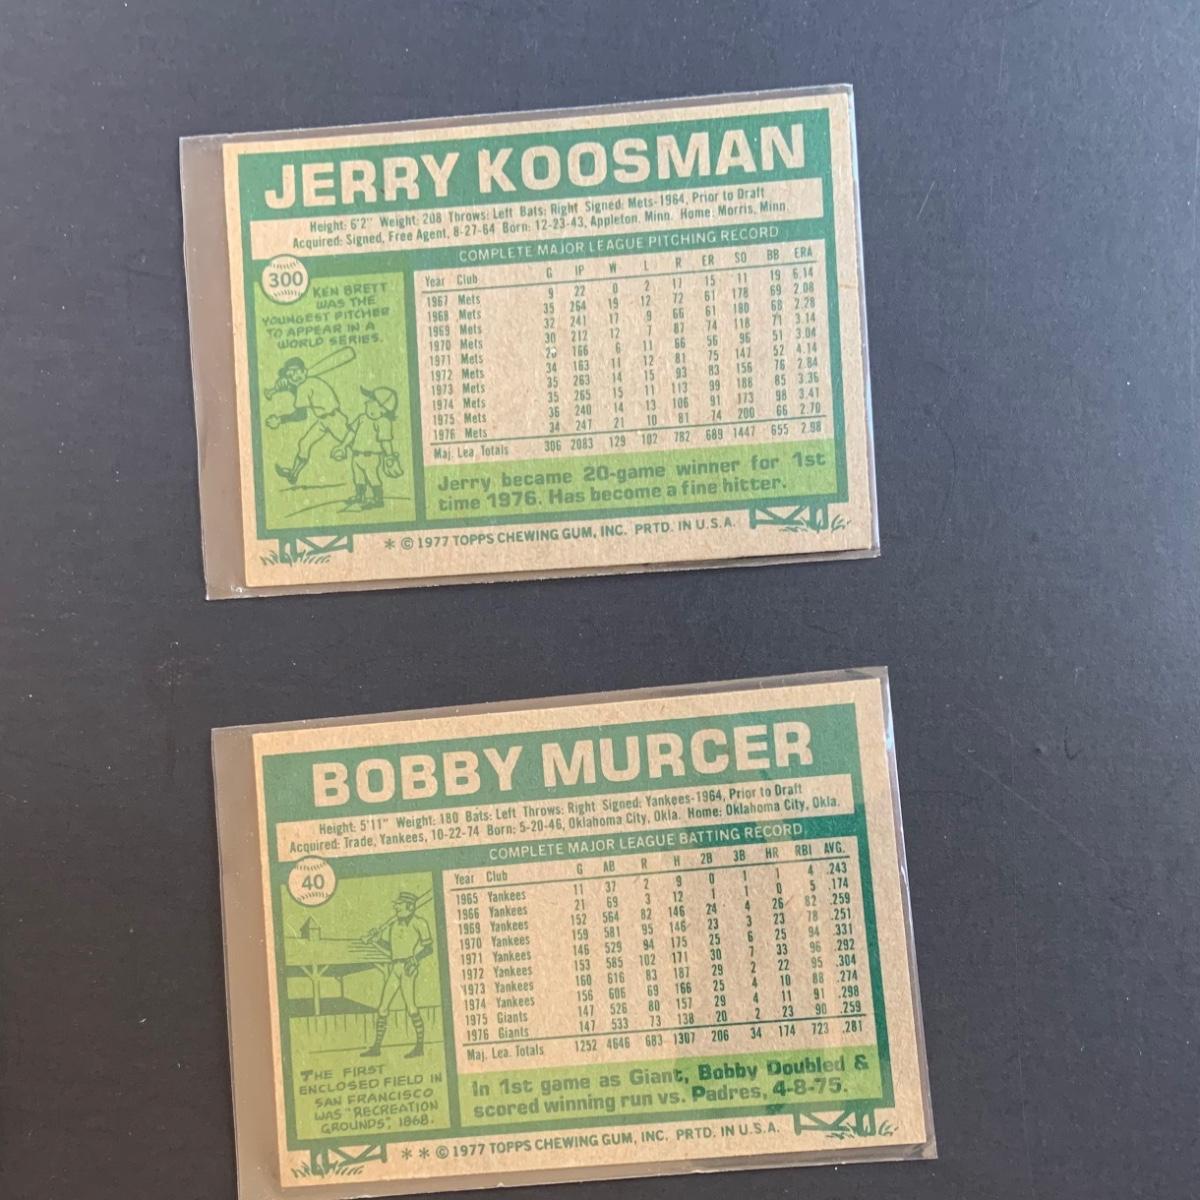 JERRY KOOSMAN
Height: 6'2" Weight: 208 Throws: Left Bats: Right Signed: Mets-1964, Prior to Draft
Acquired: Signed, Free Agent, 8-27-64 Born: 12-23-43, Appleton, Minn. Home: Morris, Minn.
COMPLETE MAJOR LEAGUE PITCHING RECORD
300
KEN BRETT
WAS THE
YOUNGEST PITCHER
TO APPEAR IN A
WORLD SERIES.
Year Club G IP W L R ER SO BB ERA
1967 Mets 9 22 0 2 17 15 11 19 6.14
1968 Mets 35 264 19 12 72 61 178 69 2.08
1969 Mets 32 241 17 9 66 61 180 68 2.28
1970 Mets 30 212 12 7 87 74 118 71 3.14
1971 Mets 166 6 11 66 56 96 51 3.04
1972 Mets 34 163 11 12 81 75 147 52 4.14
1973 Mets 35 263 14 15 93 83 156 76 2.84
1974 Mets 35 265 15 11 113 99 188 85 3.36
1975 Mets 36 240 14 13 106 91 173 98 3.41
1976 Mets 34 247 21 10 81 74 200 66 2.70
Maj. Lea. Totals 306 2083 129 102 782 689 1447 655 2.98
Jerry became 20-game winner for 1st
time 1976. Has become a fine hitter.
* © 1977 TOPPS CHEWING GUM, INC. PRTD. IN U.S.A.
BOBBY MURCER
Height: 5'11" Weight: 180 Bats: Left Throws: Right Signed: Yankees-1964, Prior to Draft
Acquired: Trade, Yankees, 10-22-74 Born: 5-20-46, Oklahoma City, Okla. Home: Oklahoma City, Okla.
COMPLETE MAJOR LEAGUE BATTING RECORD
40
Year Club G AB R H 2B 3B HR RBI AVG.
1965 Yankees 11 37 2 9 0 1 1 4 .243
1966 Yankees 21 69 3 12 1 1 0 5 .174
1969 Yankees 152 564 82 146 24 4 26 82 .259
1970 Yankees 159 581 95 146 23 3 23 78 .251
1971 Yankees 146 529 94 175 25 6 25 94 .331
1972 Yankees 153 585 102 171 30 7 33 96 .292
1973 Yankees 160 616 83 187 29 2 22 95 .304
1974 Yankees 156 606 69 166 25 4 10 88 .274
1975 Giants 147 526 80 157 29 4 11 91 .298
1976 Giants 147 533 73 138 20 2 23 90 .259
Maj. Lea. Totals 1252 4646 683 1307 206 34 174 723 .281
THE FIRST
ENCLOSED FIELD IN
SAN FRANCISCO
WAS "RECREATION
GROUNDS", 1868.
In 1st game as Giant, Bobby Doubled &
scored winning run vs. Padres, 4-8-75.
* * © 1977 TOPPS CHEWING GUM, INC. PRTD. IN U.S.A.